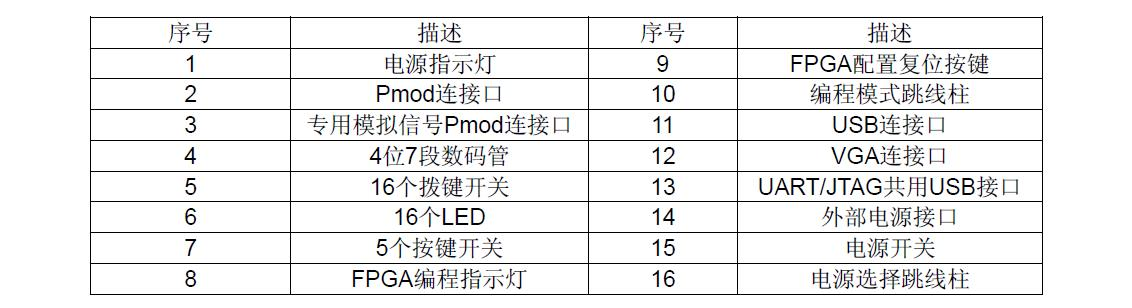 序号 描述 序号 描述
1 电源指示灯 9 FPGA配置复位按键
2 Pmod连接口 10 编程模式跳线柱
3 专用模拟信号Pmod连接口 11 USB连接口
4 4位7段数码管 12 VGA连接口
5 16个拨键开关 13 UART/JTAG共用USB接口
6 16个LED 14 外部电源接口
7 5个按键开关 15 电源开关
8 FPGA编程指示灯 16 电源选择跳线柱